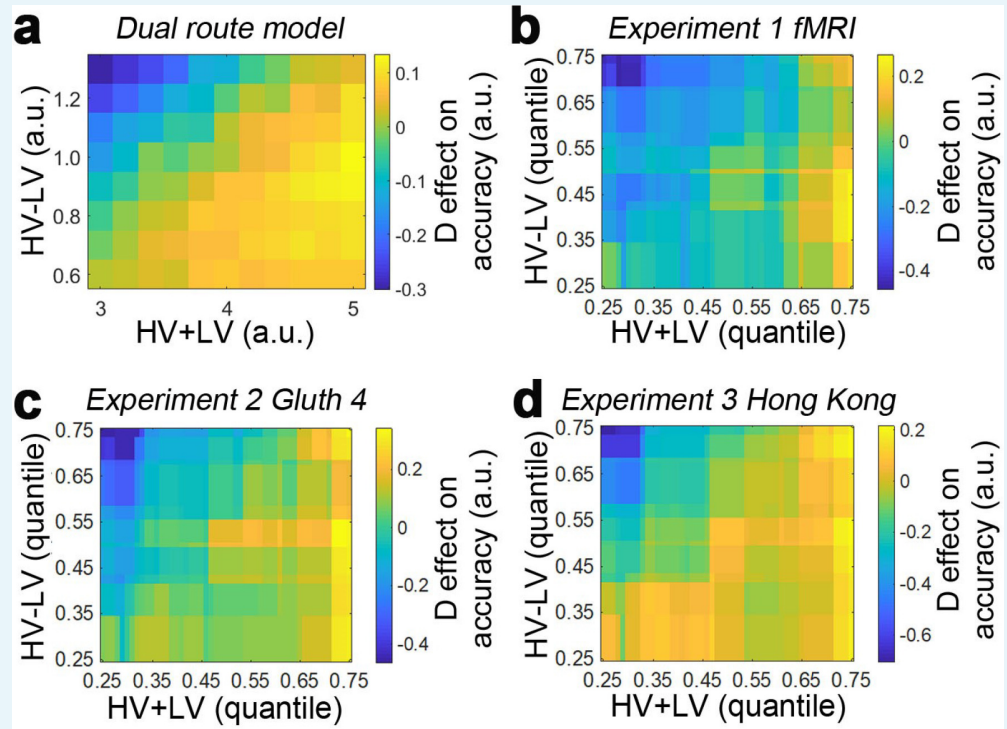 a Dual route model
HV-LV (a.u.)
1.2
1.0
0.8
0.6
3 4 5
HV+LV (a.u.)
0.1
0
-0.1
-0.2
-0.3
D effect on
accuracy (a.u.)
b Experiment 1 fMRI
HV-LV (quantile)
0.75
0.65
0.55
0.45
0.35
0.25
0.25 0.35 0.45 0.55 0.65 0.75
HV+LV (quantile)
0.2
0
-0.2
-0.4
D effect on
accuracy (a.u.)
c Experiment 2 Gluth 4
HV-LV (quantile)
0.75
0.65
0.55
0.45
0.35
0.25
0.25 0.35 0.45 0.55 0.65 0.75
HV+LV (quantile)
0.2
0
-0.2
-0.4
D effect on
accuracy (a.u.)
d Experiment 3 Hong Kong
HV-LV (quantile)
0.75
0.65
0.55
0.45
0.35
0.25
0.25 0.35 0.45 0.55 0.65 0.75
HV+LV (quantile)
0.2
0
-0.2
-0.4
-0.6
D effect on
accuracy (a.u.)